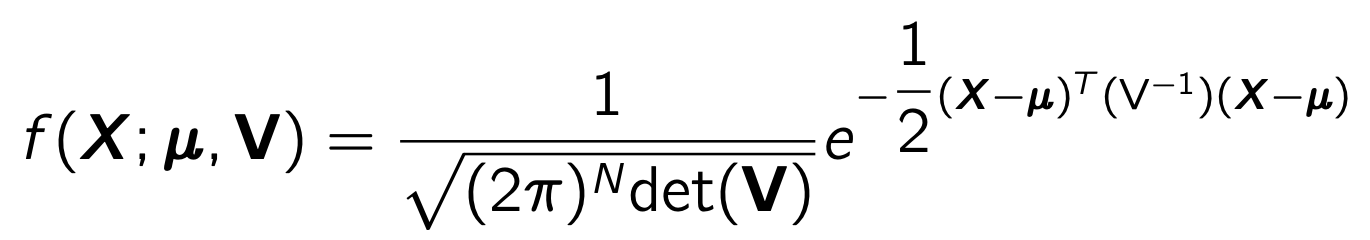 f(X; μ, V) = 1/√((2π)^N det(V)) e^(-1/2 (X−μ)^T (V^−1)(X−μ))